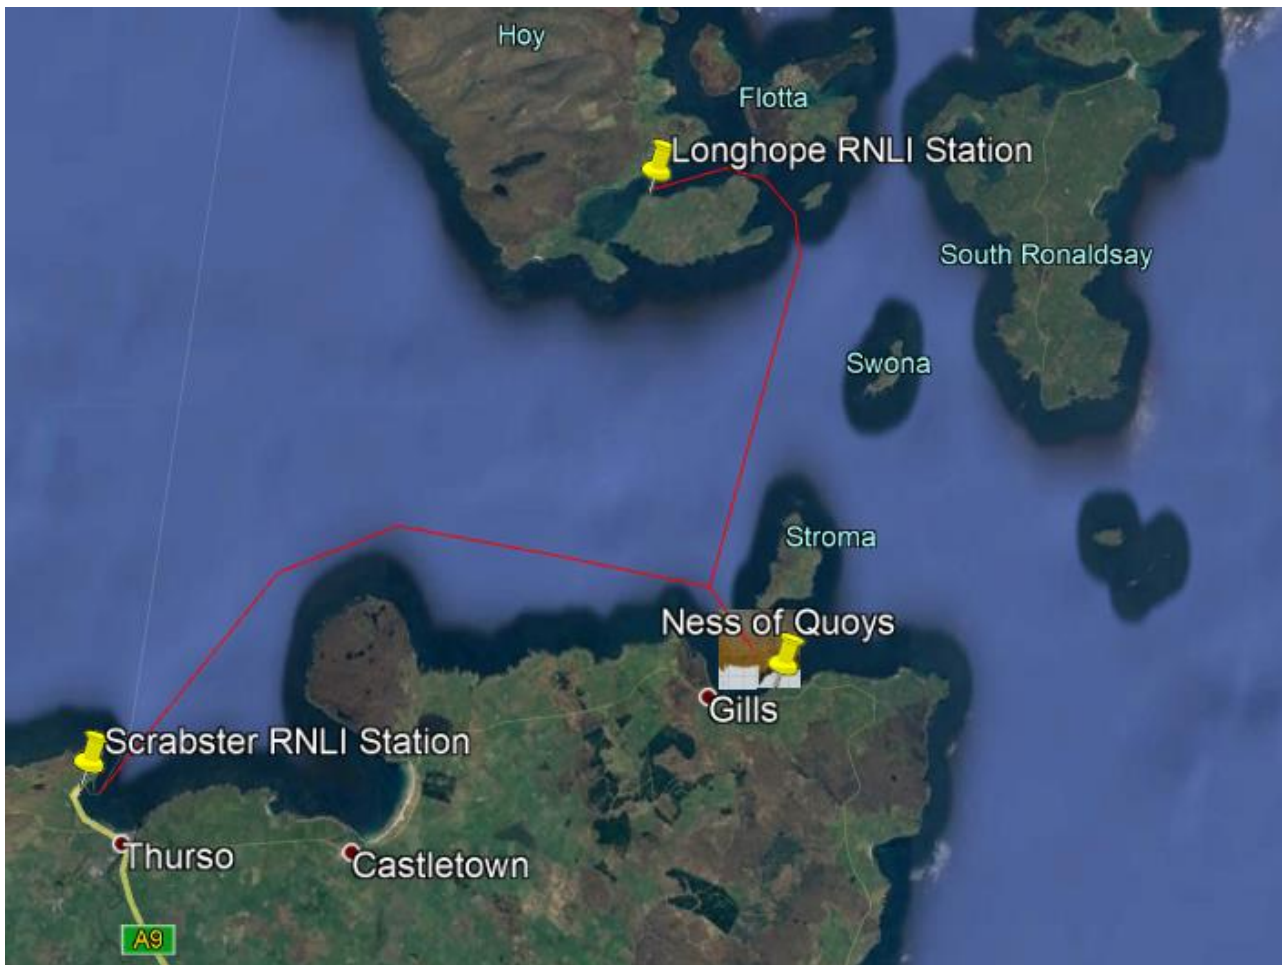 Hoy
Flotta
Longhope RNLI Station
South Ronaldsay
Swona
Stroma
Ness of Quoys
Gills
Scrabster RNLI Station
Thurso
Castletown
A9